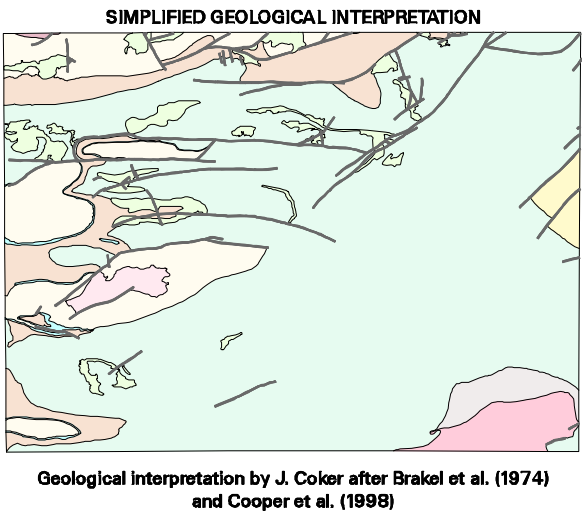 SIMPLIFIED GEOLOGICAL INTERPRETATION
Geological interpretation by J. Coker after Brakel et al. (1974)
and Cooper et al. (1998)